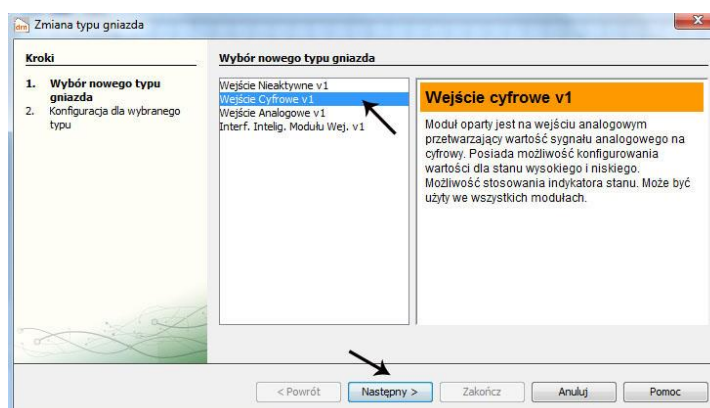 dre Zmiana typu gniazda
Kroki
1. Wybór nowego typu
gniazda
2. Konfiguracja dla wybranego
typu
Wybór nowego typu gniazda
Wejście Nieaktywne v1
Wejście Cyfrowe v1
Wejście Analogowe v1
Interf. Intelig. Modułu Wej. v1
Wejście cyfrowe v1
Moduł oparty jest na wejściu analogowym
przetwarzający wartość sygnału analogowego na
cyfrowy. Posiada możliwość konfigurowania
wartości dla stanu wysokiego i niskiego.
Możliwość stosowania indykatora stanu. Może być
użyty we wszystkich modułach.
< Powrót Następny > Zakończ Anuluj Pomoc